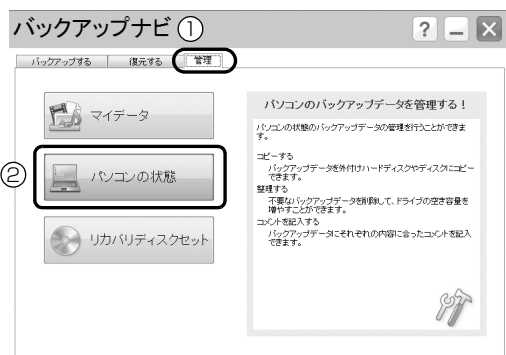 バックアップナビ ①
? – ×
バックアップする 復元する 管理
マイデータ
② パソコンの状態
リカバリディスクセット
パソコンのバックアップデータを管理する！
パソコンの状態のバックアップデータの管理を行うことができま
す。
コピーする
バックアップデータを外付けハードディスクやディスクにコピー
できます。
整理する
不要なバックアップデータを削除して、ドライブの空き容量を
増やすことができます。
コメントを記入する
バックアップデータにそれぞれの内容に合ったコメントを記入
できます。